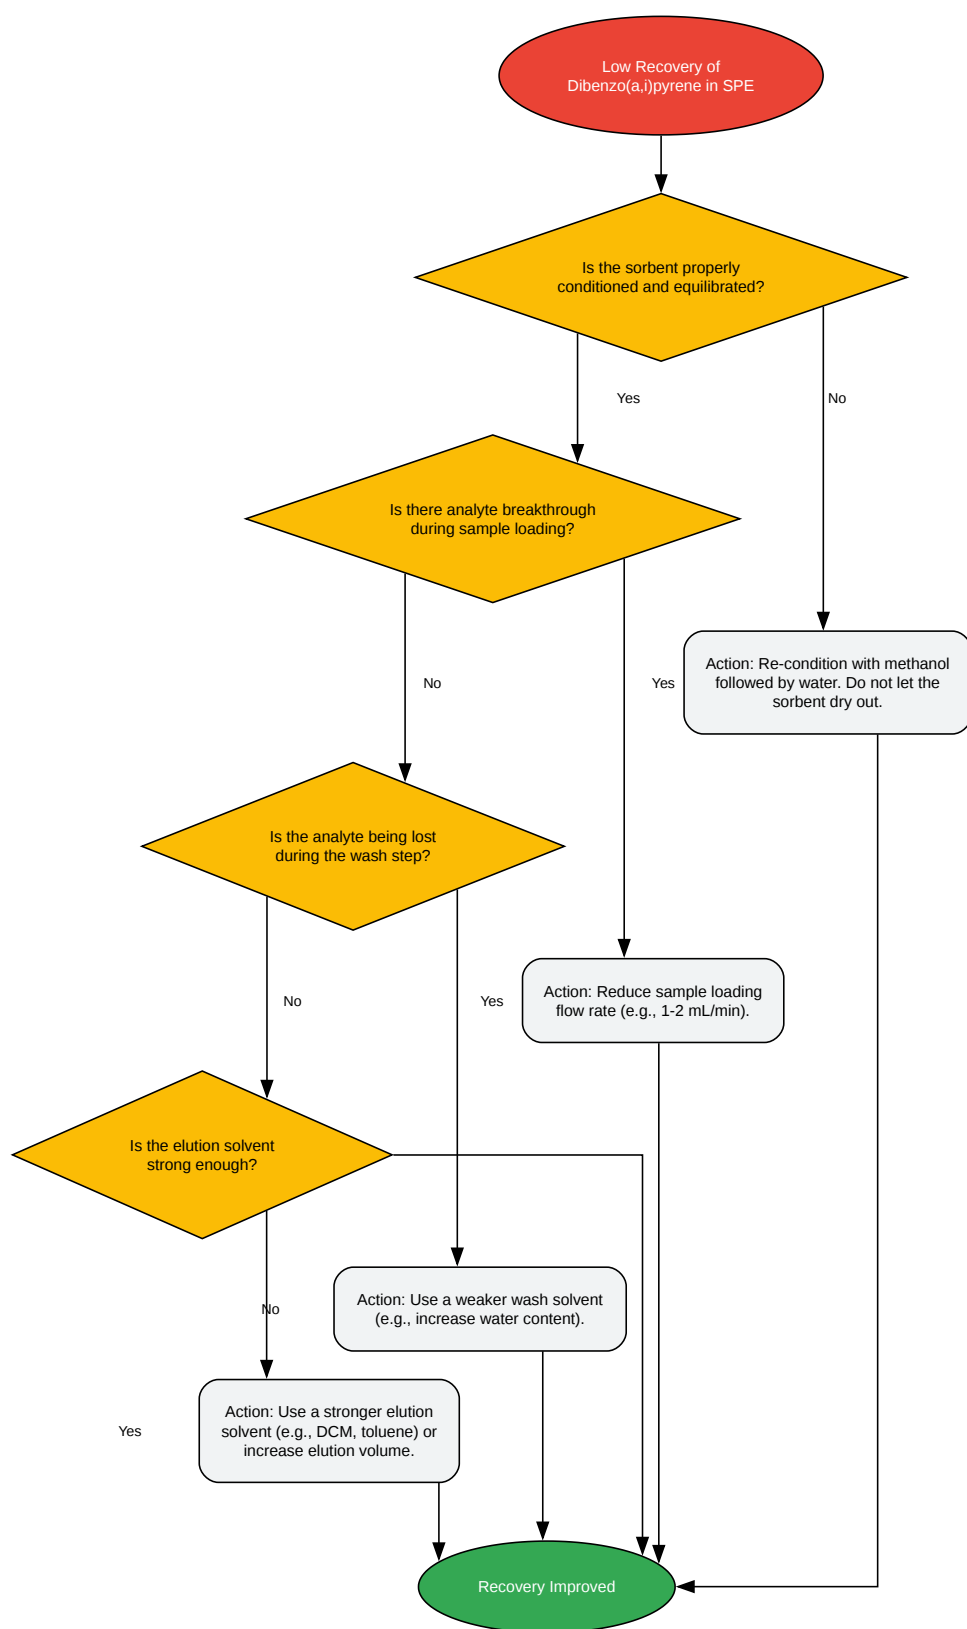 Low Recovery of
Dibenzo(a,i)pyrene in SPE
Is the sorbent properly
conditioned and equilibrated?
Yes
No
Is there analyte breakthrough
during sample loading?
No
Yes
Action: Re-condition with methanol
followed by water. Do not let the
sorbent dry out.
Is the analyte being lost
during the wash step?
No
Yes
Action: Reduce sample loading
flow rate (e.g., 1-2 mL/min).
Is the elution solvent
strong enough?
No
Action: Use a weaker wash solvent
(e.g., increase water content).
Yes
Action: Use a stronger elution
solvent (e.g., DCM, toluene) or
increase elution volume.
Recovery Improved